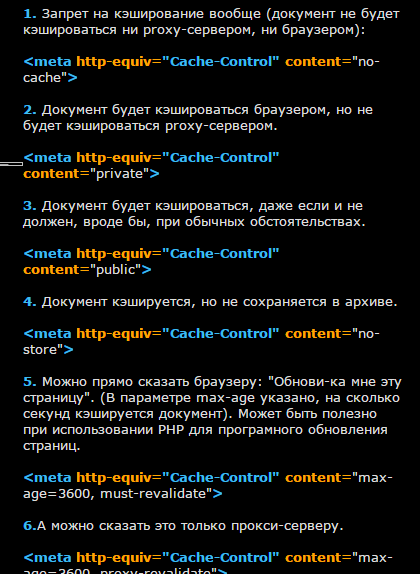 1. Запрет на кэширование вообще (документ не будет
кэшироваться ни proxy-сервером, ни браузером):
<meta http-equiv="Cache-Control" content="no-
cache">
2. Документ будет кэшироваться браузером, но не
будет кэшироваться proxy-сервером.
<meta http-equiv="Cache-Control"
content="private">
3. Документ будет кэшироваться, даже если и не
должен, вроде бы, при обычных обстоятельствах.
<meta http-equiv="Cache-Control"
content="public">
4. Документ кэшируется, но не сохраняется в архиве.
<meta http-equiv="Cache-Control" content="no-
store">
5. Можно прямо сказать браузеру: "Обнови-ка мне эту
страницу". (В параметре max-age указано, на сколько
секунд кэшируется документ). Может быть полезно
при использовании PHP для програмного обновления
страниц.
<meta http-equiv="Cache-Control" content="max-
age=3600, must-revalidate">
6.А можно сказать это только прокси-серверу.
<meta http-equiv="Cache-Control" content="max-
age=3600, proxy-revalidate">